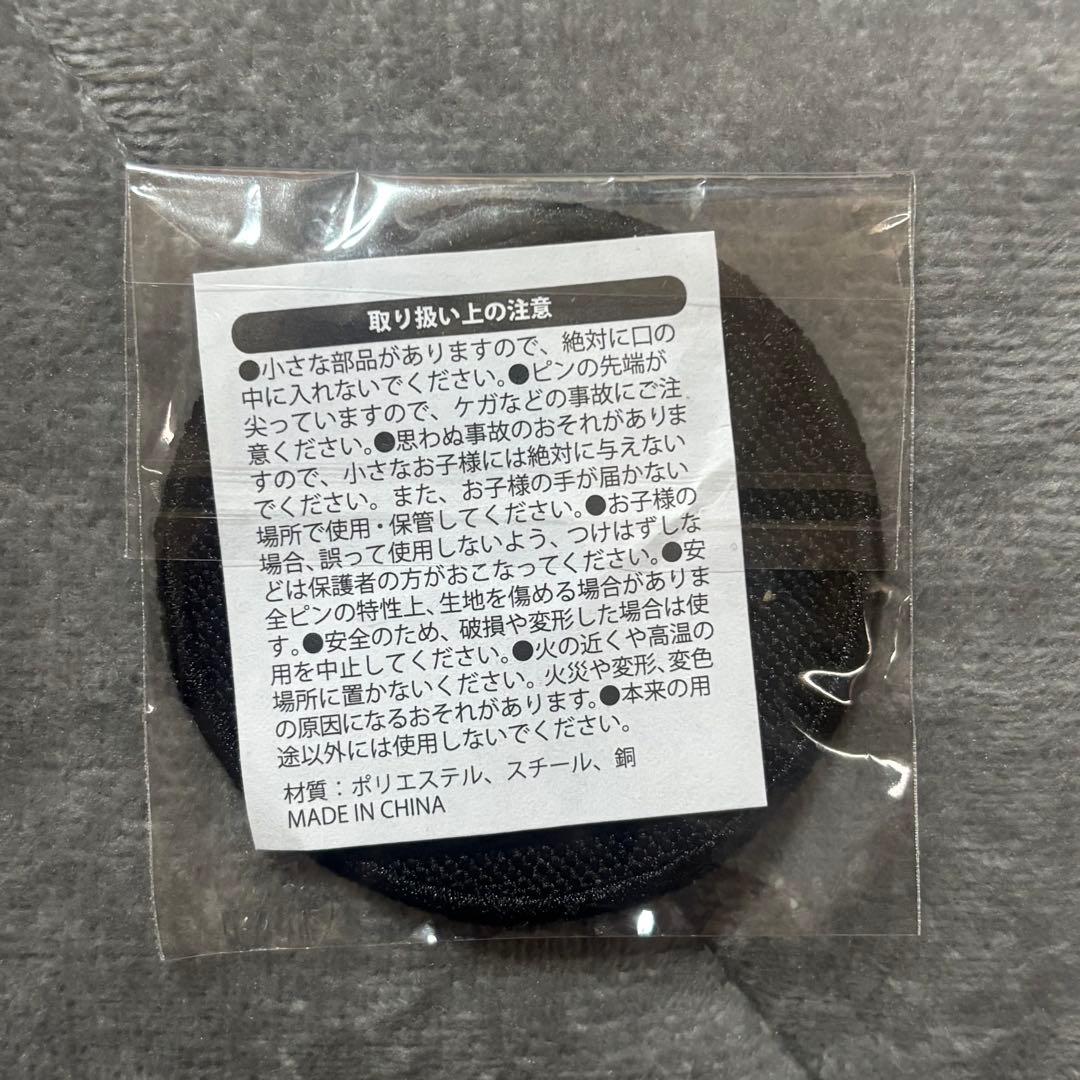 取り扱い上の注意
●小さな部品がありますので、絶対に口の
中に入れないでください。●ピンの先端が
尖っていますので、ケガなどの事故にご注
意ください。●思わぬ事故のおそれがありま
すので、小さなお子様には絶対に与えない
でください。また、お子様の手が届かない
場所で使用・保管してください。●お子様の
場合、誤って使用しないよう、つけはずしな
どは保護者の方がおこなってください。●安
全ピンの特性上、生地を傷める場合がありま
す。●安全のため、破損や変形した場合は使
用を中止してください。●火の近くや高温の
場所に置かないください。火災や変形、変色
の原因になるおそれがあります。●本来の用
途以外には使用しないでください。
材質：ポリエステル、スチール、銅
MADE IN CHINA